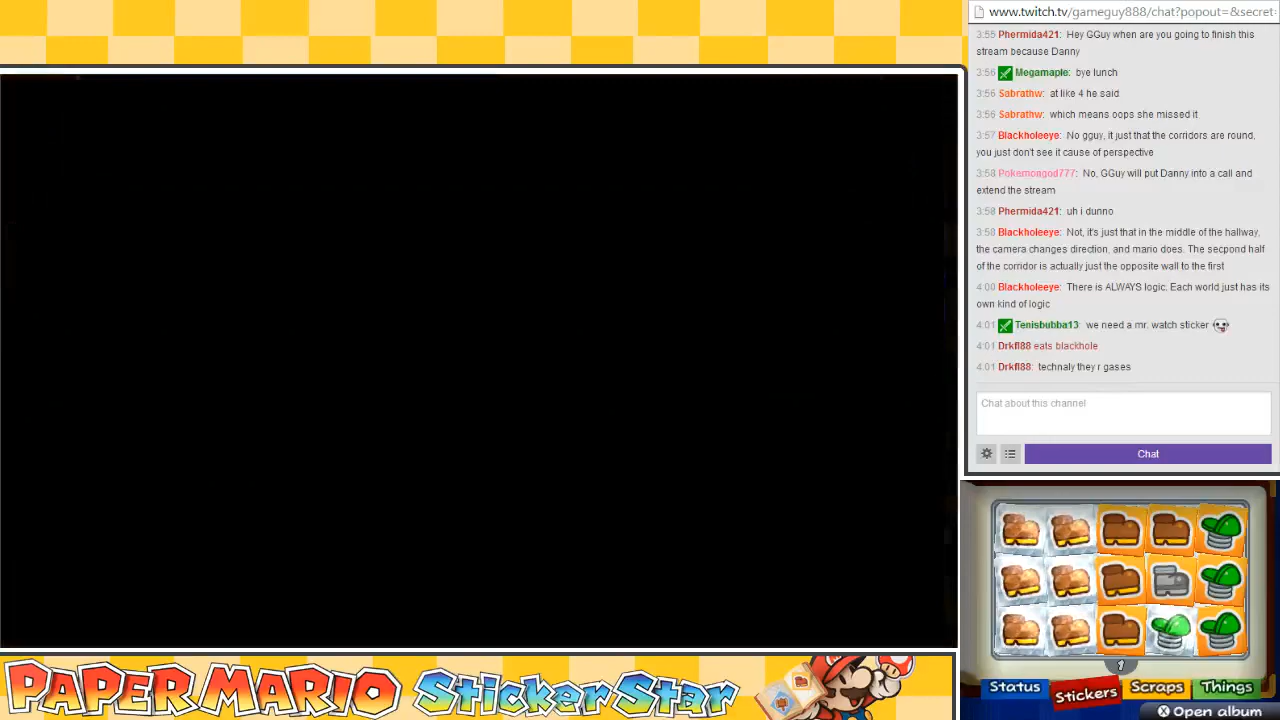 www.twitch.tv/gameguy888/chat?popout=&secret=
3:55 Phermida421: Hey GGuy when are you going to finish this
stream because Danny
3:56 Megamaple: bye lunch
3:56 Sabrathw: at like 4 he said
3:56 Sabrathw: which means oops she missed it
3:57 Blackholeeye: No gguy, it just that the corridors are round,
you just don't see it cause of perspective
3:58 Pokemongod777: No, GGuy will put Danny into a call and
extend the stream
3:58 Phermida421: uh i dunno
3:58 Blackholeeye: Not, it's just that in the middle of the hallway,
the camera changes direction, and mario does. The secpond half
of the corridor is actually just the opposite wall to the first
4:00 Blackholeeye: There is ALWAYS logic. Each world just has its
own kind of logic
4:01 Tenisbubba13: we need a mr. watch sticker
4:01 Drkfl88 eats blackhole
4:01 Drkfl88: technaly they r gases
Chat about this channel
Chat
1
Status
Stickers
Scraps
Things
X Open album
PAPER MARIO Sticker Star